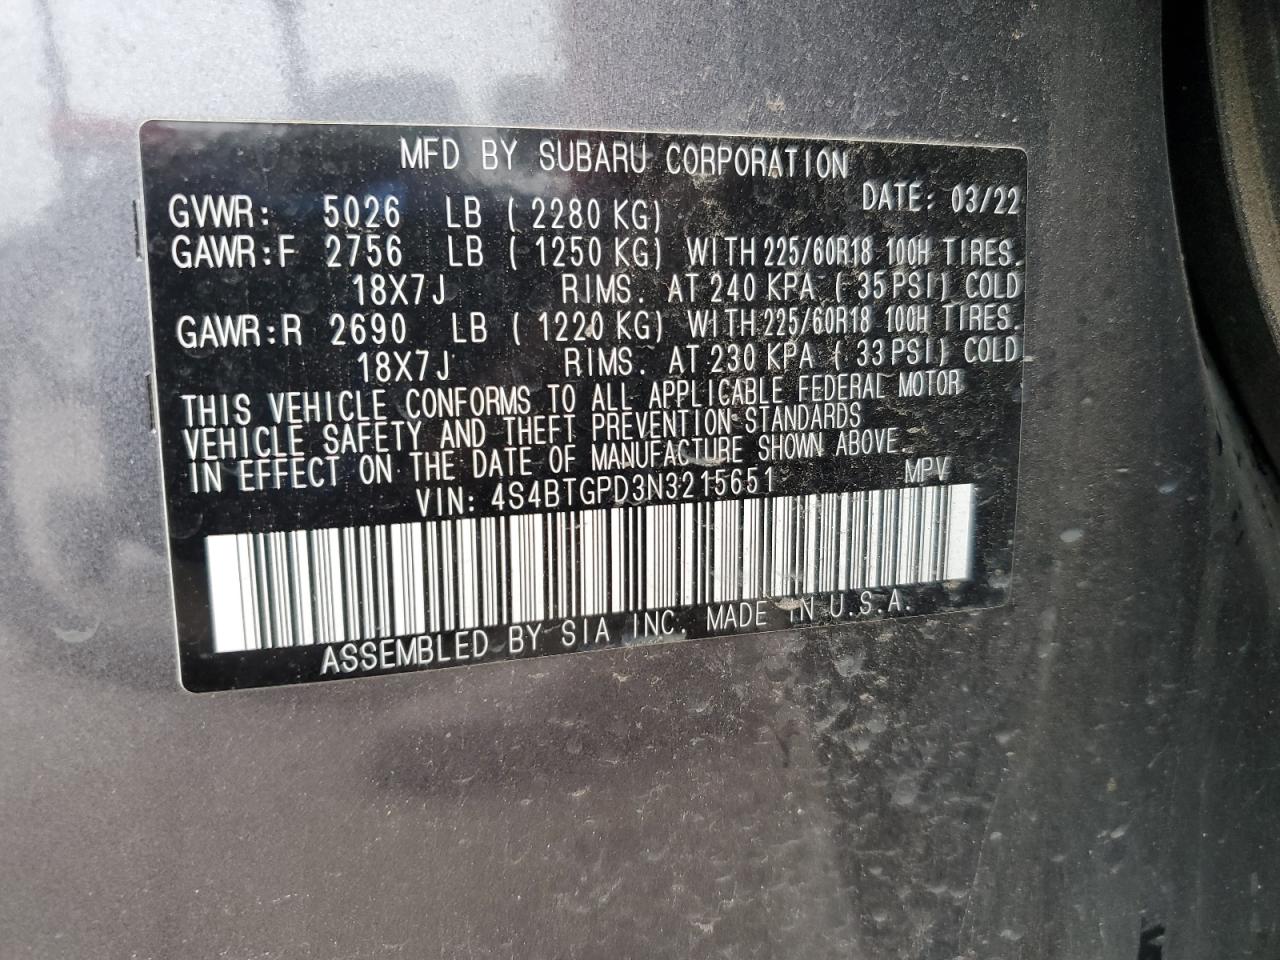 MFD BY SUBARU CORPORATION
DATE: 03/22
GVWR: 5026 LB ( 2280 KG)
GAWR:F 2756 LB ( 1250 KG) WITH 225/60R18 100H TIRES.
18X7J RIMS. AT 240 KPA ( 35 PSI) COLD
GAWR:R 2690 LB ( 1220 KG) WITH 225/60R18 100H TIRES.
18X7J RIMS. AT 230 KPA ( 33 PSI) COLD
THIS VEHICLE CONFORMS TO ALL APPLICABLE FEDERAL MOTOR
VEHICLE SAFETY AND THEFT PREVENTION STANDARDS
IN EFFECT ON THE DATE OF MANUFACTURE SHOWN ABOVE.
VIN: 4S4BTGPD3N3215651 MPV
ASSEMBLED BY SIA INC. MADE IN U.S.A.